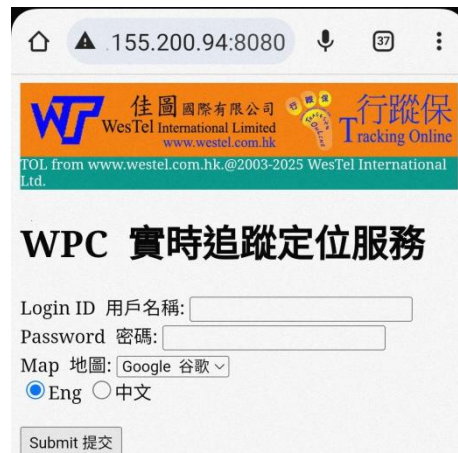 .155.200.94:8080
37
佳圖國際有限公司
WesTel International Limited
www.westel.com.hk
行蹤保
行蹤保
Tracking Online
TOL from www.westel.com.hk.@2003-2025 WesTel International
Ltd.
WPC 實時追蹤定位服務
Login ID 用戶名稱:
Password 密碼:
Map 地圖: Google 谷歌
Eng 中文
Submit 提交